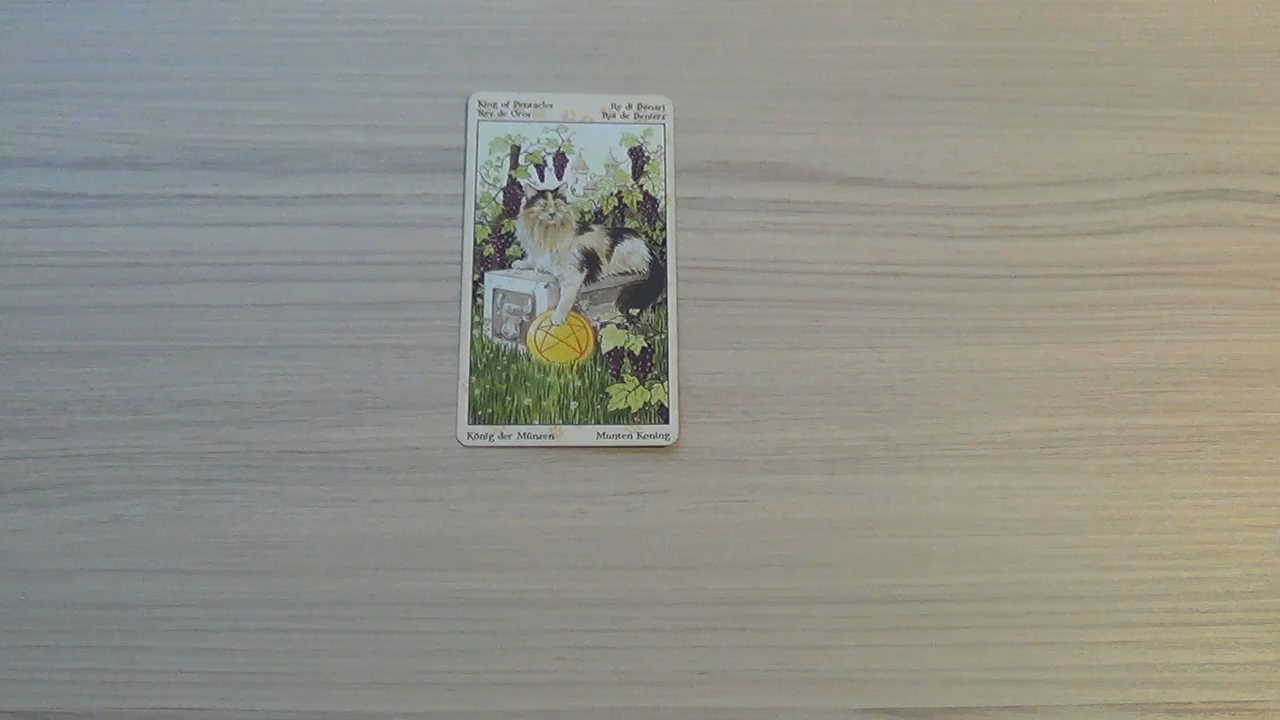 King of Pentacles
Rey de Oros
Re di Denari
Roi de Deniers
König der Münzen
Munten Koning